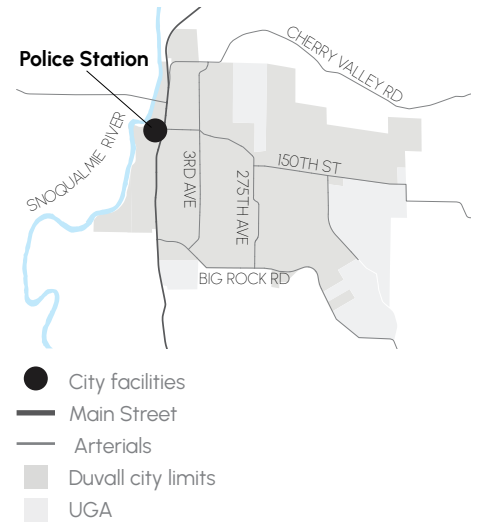 Police Station
CHERRY VALLEY RD
SNOQUALMIE RIVER
3RD AVE
275TH AVE
150TH ST
BIG ROCK RD
City facilities
Main Street
Arterials
Duvall city limits
UGA